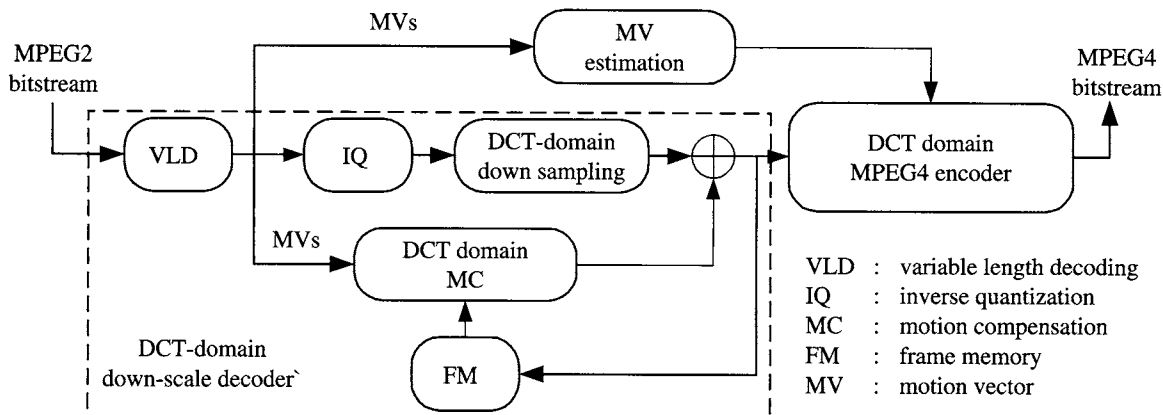 MVs
MV
estimation
MPEG2
bitstream
MPEG4
bitstream
VLD
IQ
DCT-domain
down sampling
DCT domain
MPEG4 encoder
MVs
DCT domain
MC
FM
DCT-domain
down-scale decoder`
VLD : variable length decoding
IQ : inverse quantization
MC : motion compensation
FM : frame memory
MV : motion vector